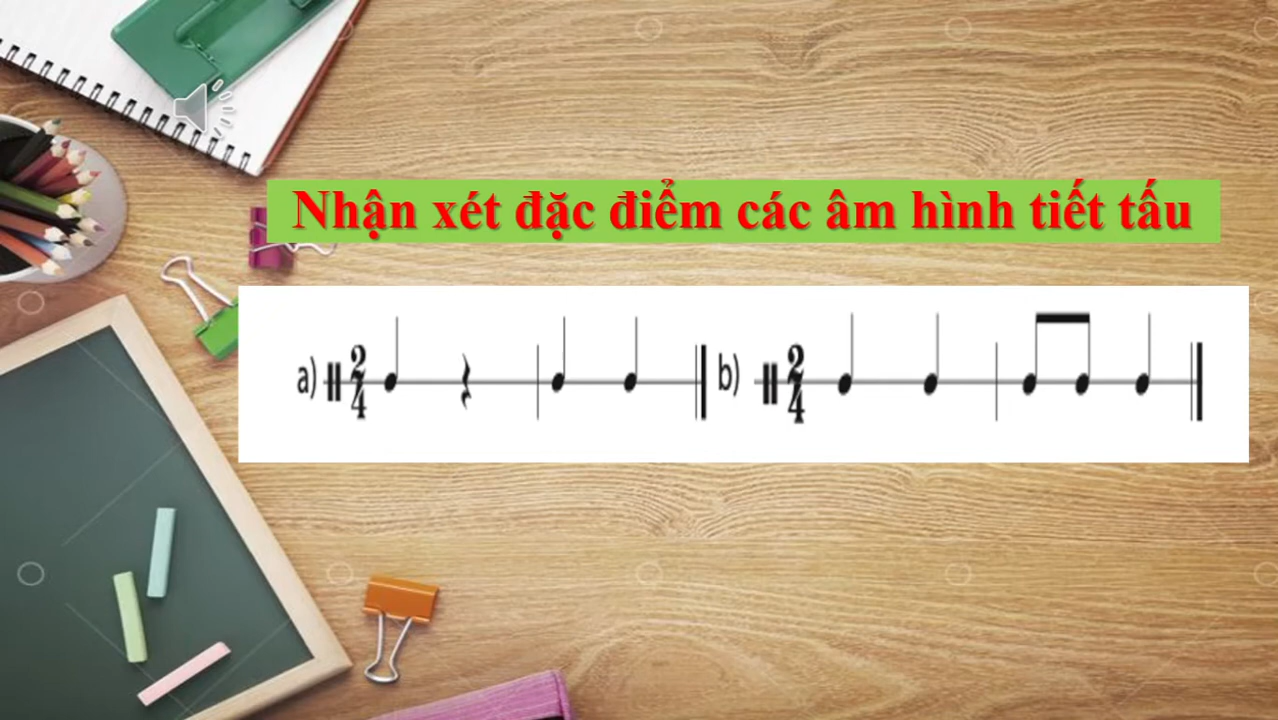 Nhận xét đặc điểm các âm hình tiết tấu
a) 2 4 b) 2 4